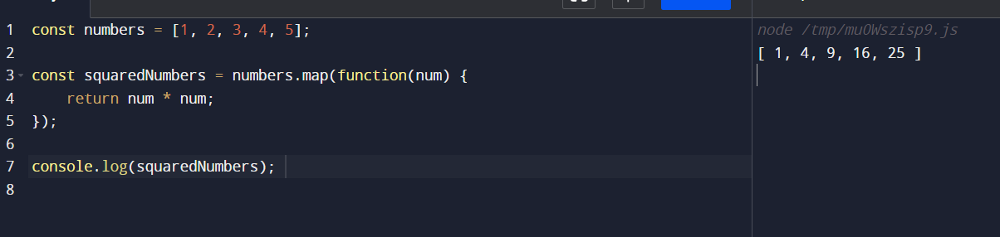 1 const numbers = [1, 2, 3, 4, 5];
2
3 const squaredNumbers = numbers.map(function(num) {
4     return num * num;
5 });
6
7 console.log(squaredNumbers);
8
node /tmp/muOWszisp9.js
[ 1, 4, 9, 16, 25 ]